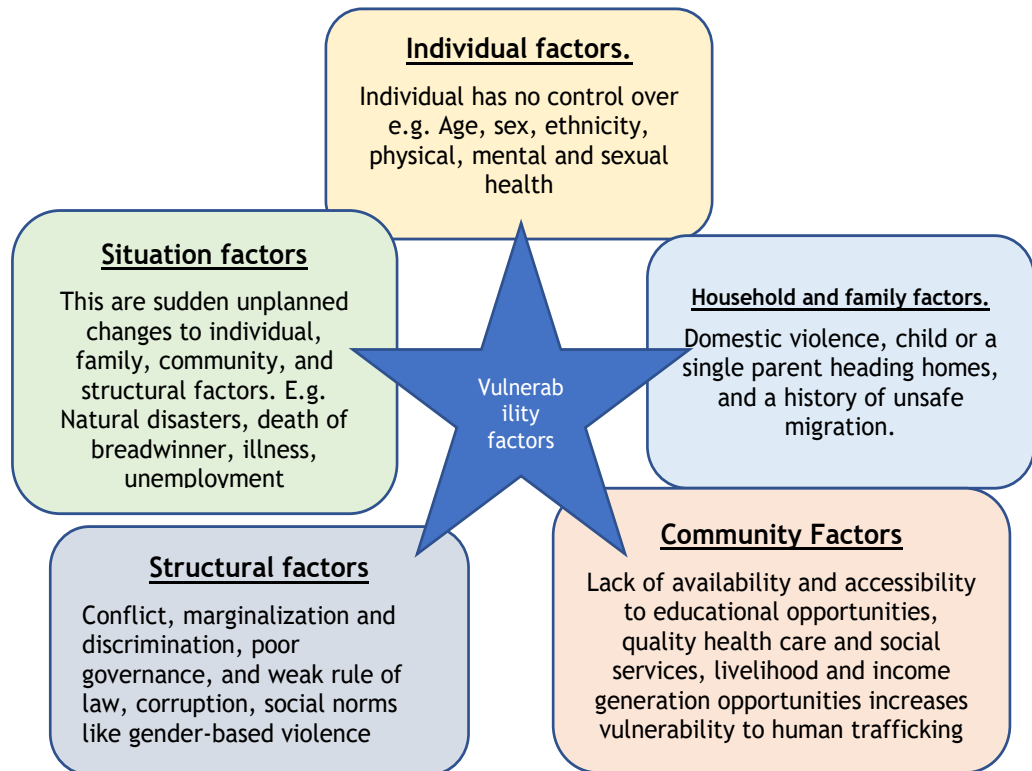 Individual factors.
Individual has no control over
e.g. Age, sex, ethnicity,
physical, mental and sexual
health
Situation factors
This are sudden unplanned
changes to individual,
family, community, and
structural factors. E.g.
Natural disasters, death of
breadwinner, illness,
unemployment
Vulnerab
ility
factors
Household and family factors.
Domestic violence, child or a
single parent heading homes,
and a history of unsafe
migration.
Structural factors
Conflict, marginalization and
discrimination, poor
governance, and weak rule of
law, corruption, social norms
like gender-based violence
Community Factors
Lack of availability and accessibility
to educational opportunities,
quality health care and social
services, livelihood and income
generation opportunities increases
vulnerability to human trafficking